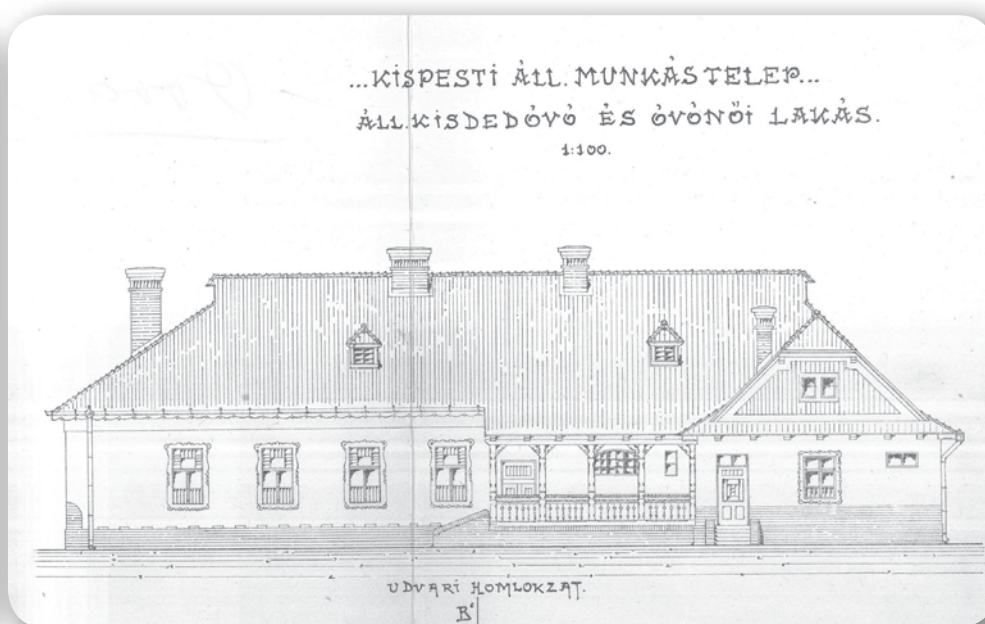 ...KISPESTI ÁLL. MUNKÁSTELEP...
ÁLL. KISDEDÓVÓ ÉS ÓVÓNŐI LAKÁS.
1:100.
UDVARI HOMLOKZAT.
B'